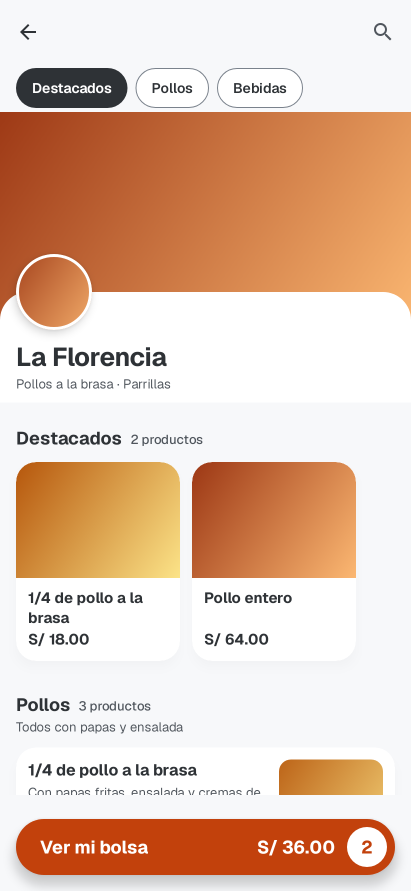 Destacados Pollos Bebidas
La Florencia
Pollos a la brasa · Parrillas
Destacados 2 productos
1/4 de pollo a la
brasa
S/ 18.00
Pollo entero
S/ 64.00
Pollos 3 productos
Todos con papas y ensalada
1/4 de pollo a la brasa
Con papas fritas, ensalada y cremas de
Ver mi bolsa S/ 36.00 2